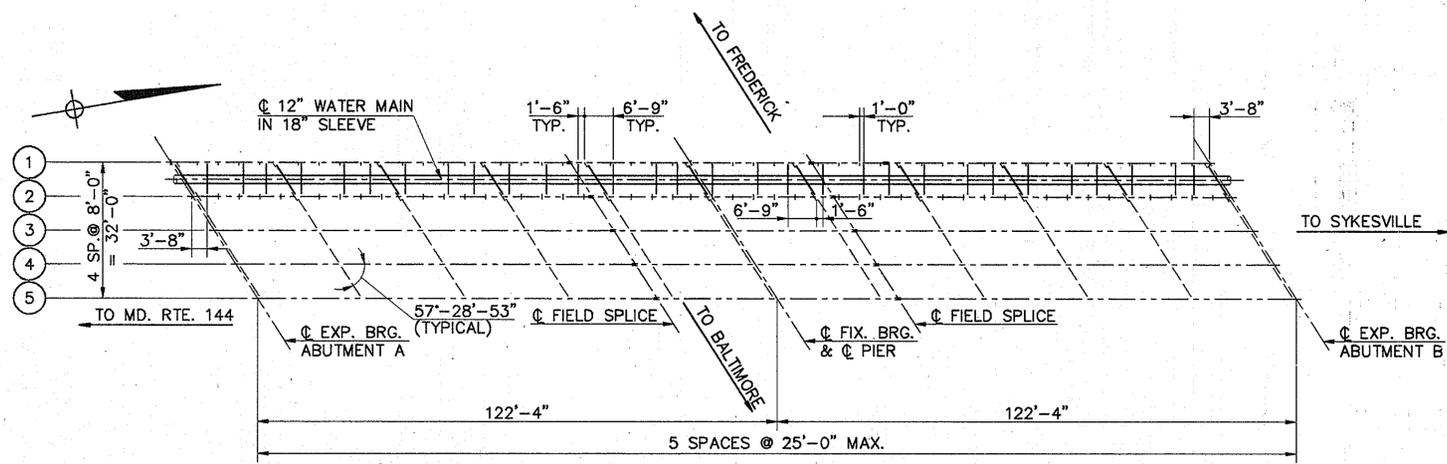 TO FREDERICK
℄ 12" WATER MAIN
IN 18" SLEEVE
1'-6"
TYP.
6'-9"
TYP.
1'-0"
TYP.
3'-8"
1
2
3
4
5
4 SP. @ 8'-0"
= 32'-0"
3'-8"
6'-9"
1'-6"
TO SYKESVILLE
57°-28'-53"
(TYPICAL)
TO MD. RTE. 144
℄ EXP. BRG.
ABUTMENT A
℄ FIELD SPLICE
TO BALTIMORE
℄ FIX. BRG.
& ℄ PIER
℄ FIELD SPLICE
℄ EXP. BRG.
ABUTMENT B
122'-4"
122'-4"
5 SPACES @ 25'-0" MAX.